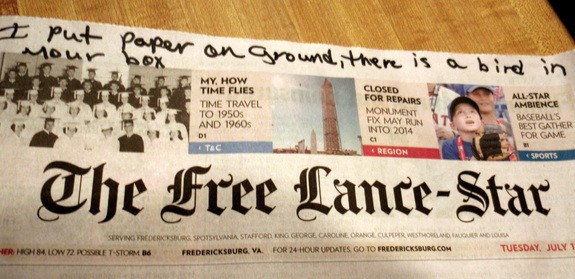 I put paper on ground, there is a bird in
your box
MY, HOW
TIME FLIES
TIME TRAVEL
TO 1950s
AND 1960s
D1
‹ T&C
CLOSED
FOR REPAIRS
MONUMENT
FIX MAY RUN
INTO 2014
C1
› REGION
ALL-STAR
AMBIENCE
BASEBALL'S
BEST GATHER
FOR GAME
B1
‹ SPORTS
The Free Lance-Star
SERVING FREDERICKSBURG, SPOTSYLVANIA, STAFFORD, KING GEORGE, CAROLINE, ORANGE, CULPEPER, WESTMORELAND, FAUQUIER AND LOUISA
HER: HIGH 84, LOW 72. POSSIBLE T-STORM. B6 FREDERICKSBURG, VA. FOR 24-HOUR UPDATES, GO TO FREDERICKSBURG.COM TUESDAY, JULY 1